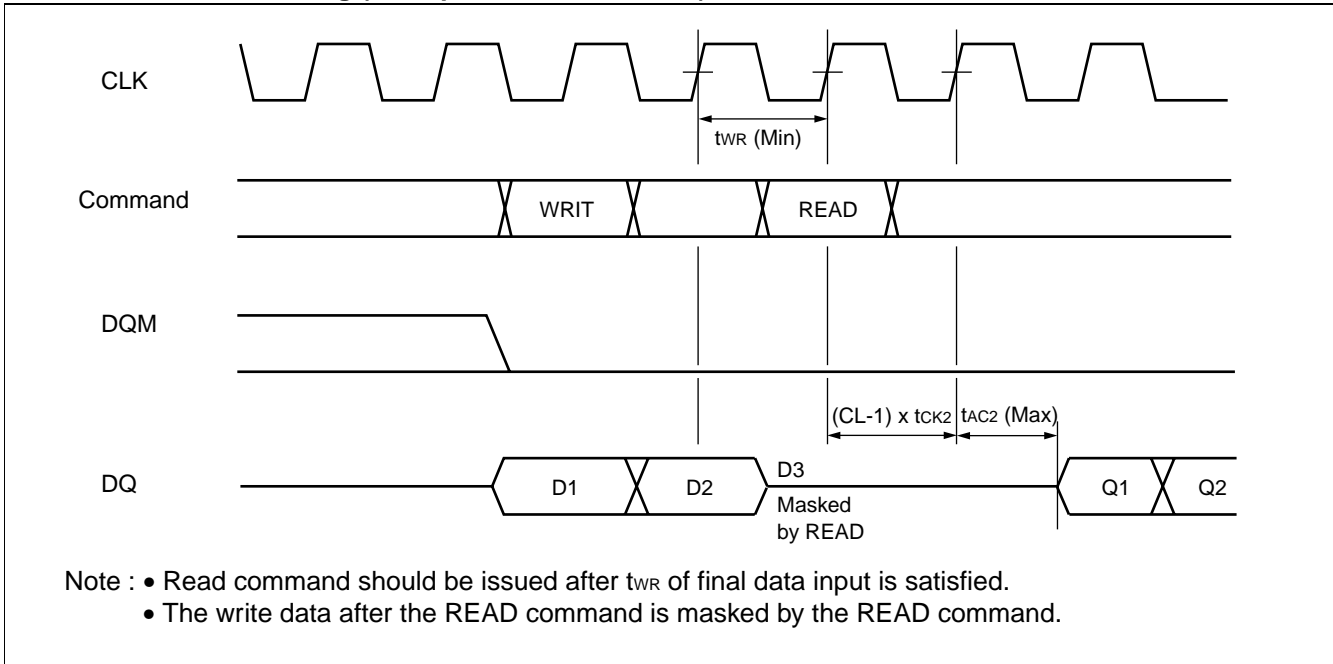 CLK
tWR (Min)
Command
WRIT
READ
DQM
(CL-1) x tCK2
tAC2 (Max)
DQ
D1
D2
D3
Masked
by READ
Q1
Q2
Note : • Read command should be issued after tWR of final data input is satisfied.
• The write data after the READ command is masked by the READ command.